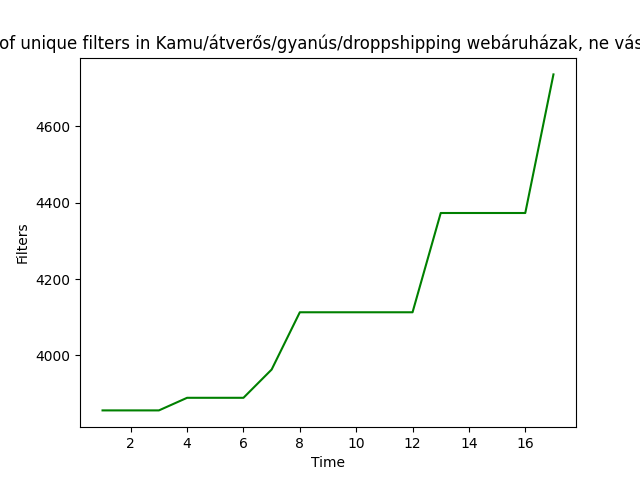 of unique filters in Kamu/átverős/gyanús/droppshipping webáruházak, ne vás
4600
4400
4200
4000
Filters
2 4 6 8 10 12 14 16
Time